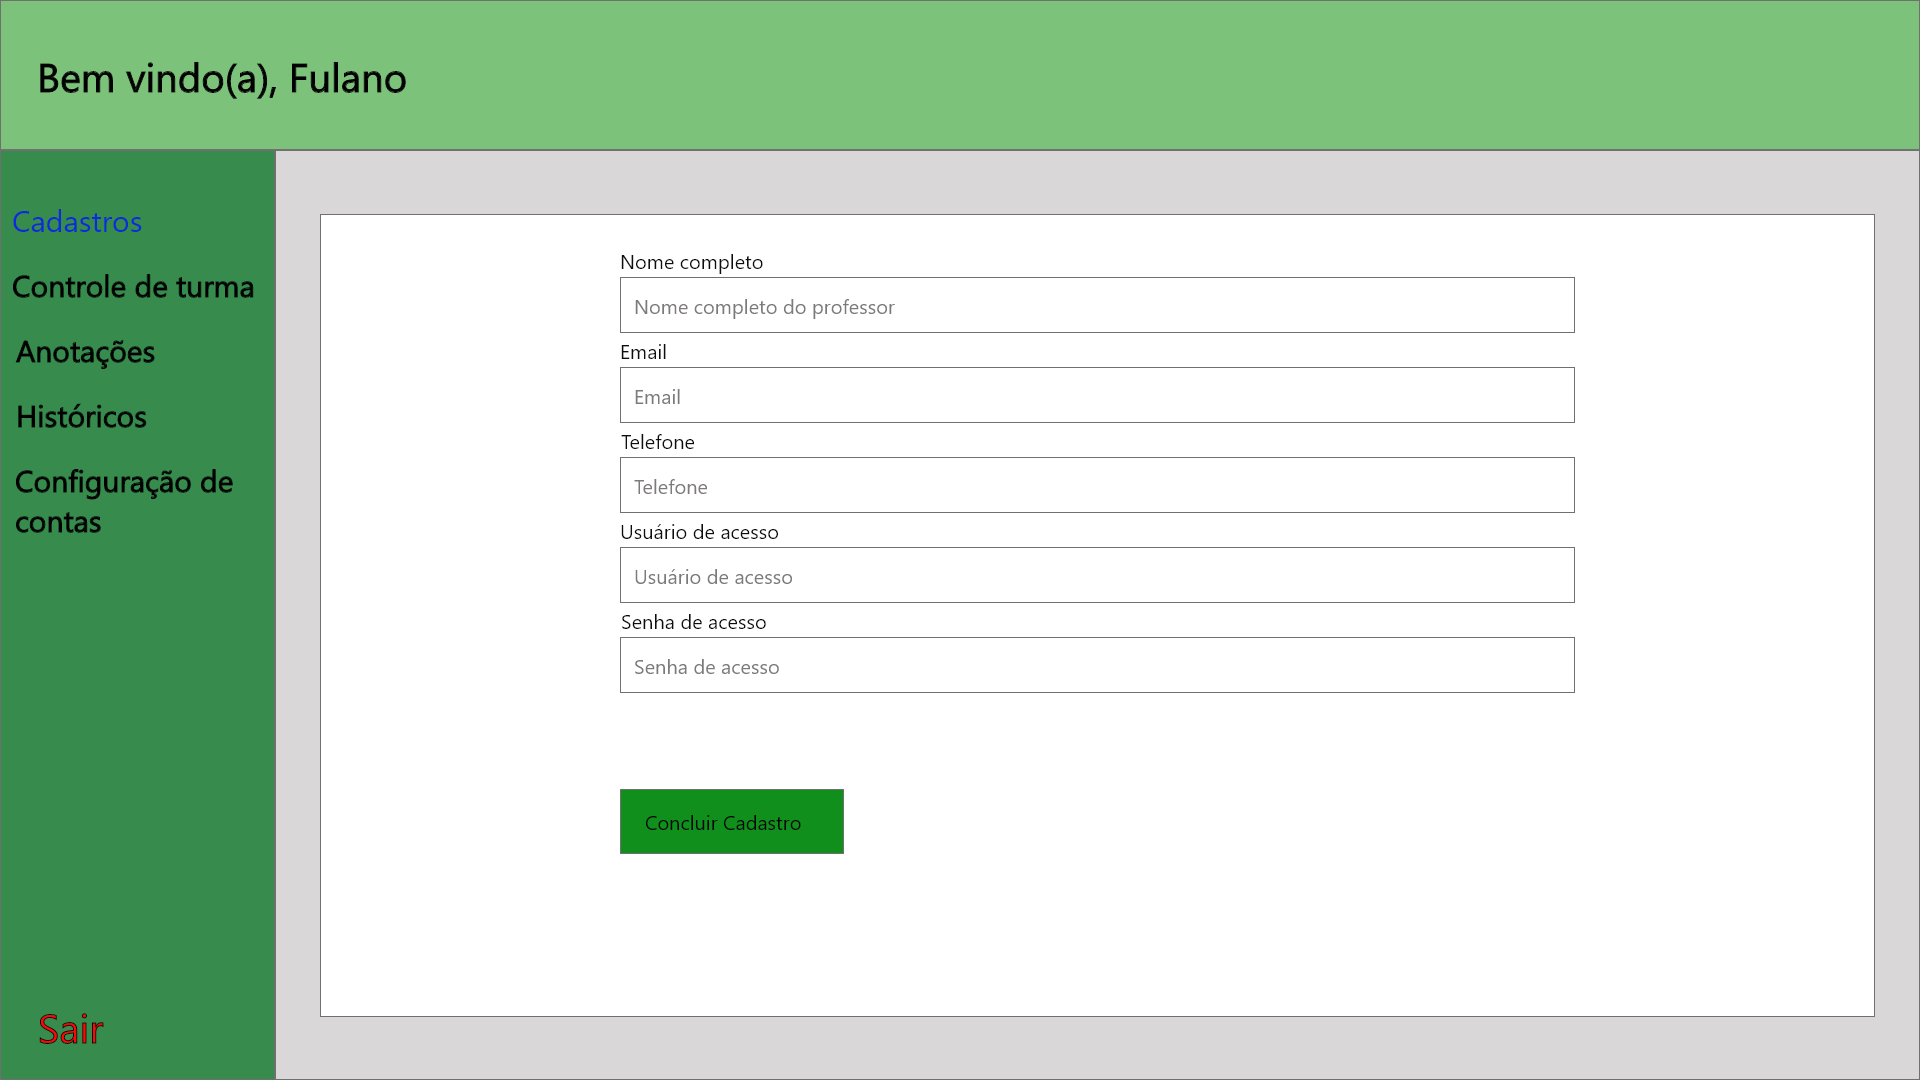 Bem vindo(a), Fulano
Cadastros
Controle de turma
Anotações
Históricos
Configuração de
contas
Sair
Nome completo
Nome completo do professor
Email
Email
Telefone
Telefone
Usuário de acesso
Usuário de acesso
Senha de acesso
Senha de acesso
Concluir Cadastro